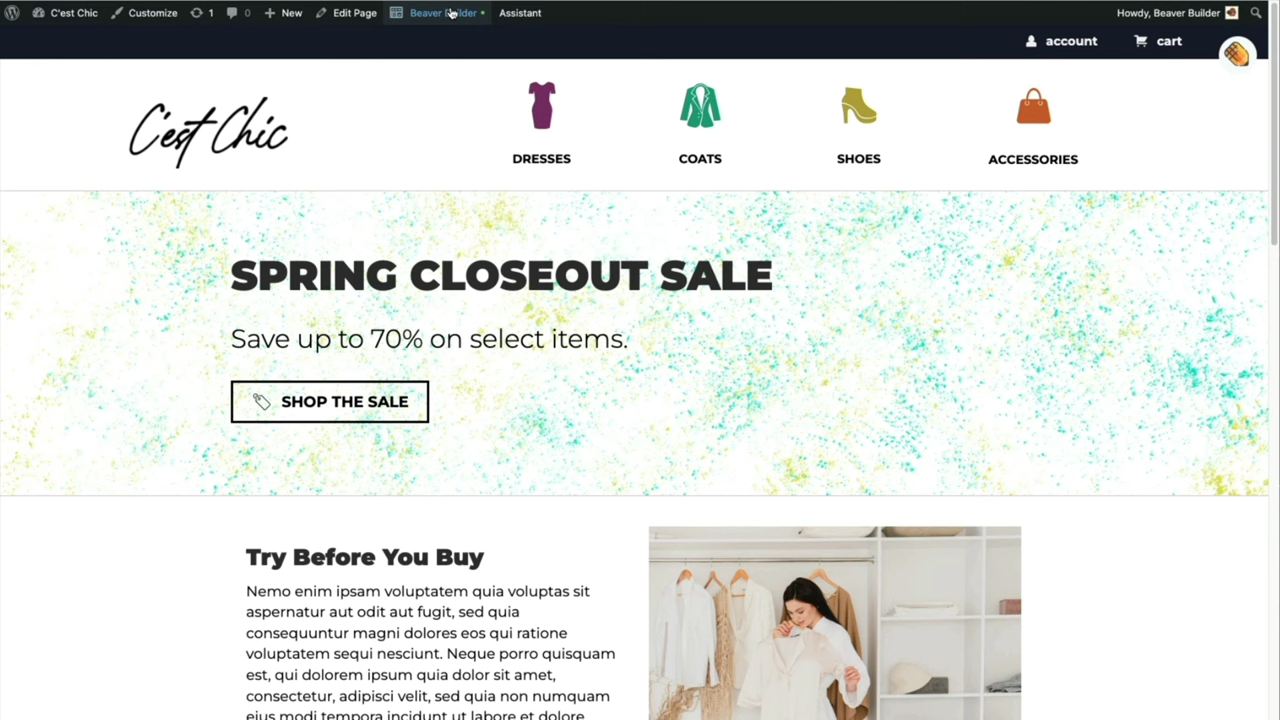 C'est Chic Customize 1 0 New Edit Page Beaver Builder Assistant Howdy, Beaver Builder
account cart
C'est Chic
DRESSES COATS SHOES ACCESSORIES
SPRING CLOSEOUT SALE
Save up to 70% on select items.
SHOP THE SALE
Try Before You Buy
Nemo enim ipsam voluptatem quia voluptas sit
aspernatur aut odit aut fugit, sed quia
consequuntur magni dolores eos qui ratione
voluptatem sequi nesciunt. Neque porro quisquam
est, qui dolorem ipsum quia dolor sit amet,
consectetur, adipisci velit, sed quia non numquam
eius modi tempora incidunt ut labore et dolore